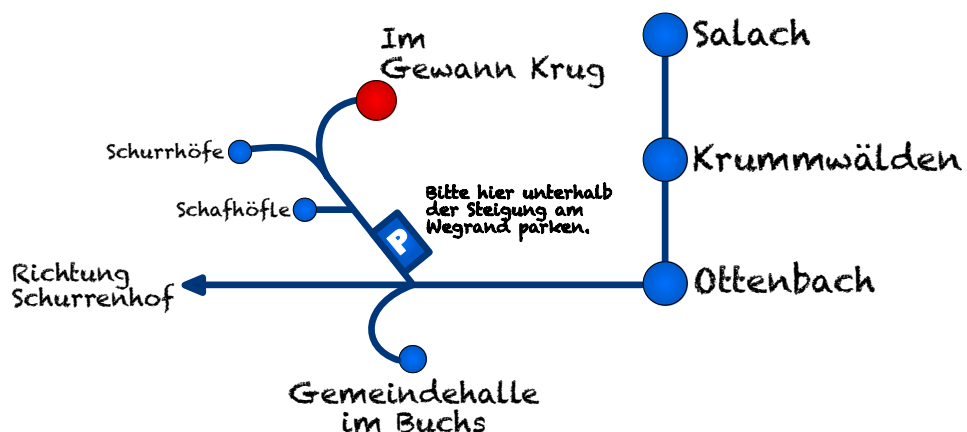 Salach
Im
Gewann Krug
Schurrhöfe
Krummwälden
Schafhöfle
Bitte hier unterhalb
der Steigung am
Wegrand parken.
P
Richtung
Schurrenhof
Ottenbach
Gemeindehalle
im Buchs